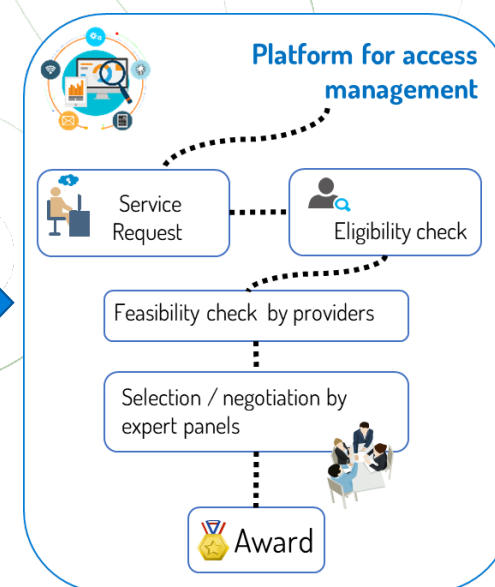 Platform for access
management
Service
Request
Eligibility check
Feasibility check by providers
Selection / negotiation by
expert panels
Award